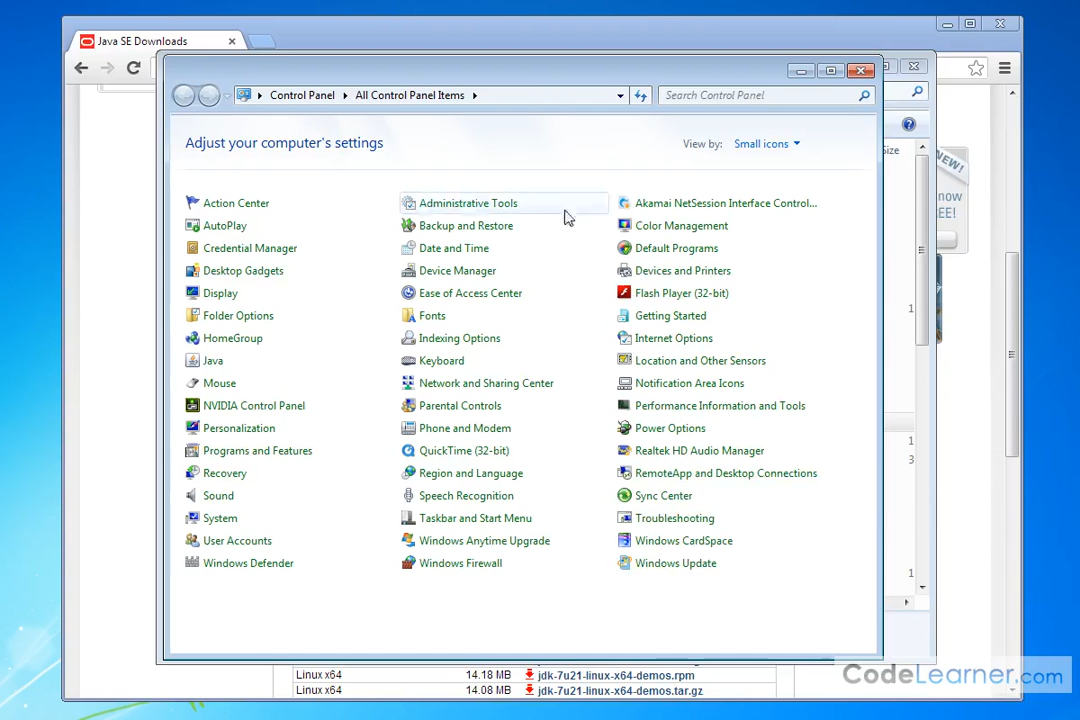 Java SE Downloads
Control Panel
All Control Panel Items
Search Control Panel
Adjust your computer's settings
View by: Small icons
Size
NEW!
now
EE!
Action Center
Administrative Tools
Akamai NetSession Interface Control...
AutoPlay
Backup and Restore
Color Management
Credential Manager
Date and Time
Default Programs
Desktop Gadgets
Device Manager
Devices and Printers
Display
Ease of Access Center
Flash Player (32-bit)
Folder Options
Fonts
Getting Started
1
HomeGroup
Indexing Options
Internet Options
Java
Keyboard
Location and Other Sensors
Mouse
Network and Sharing Center
Notification Area Icons
NVIDIA Control Panel
Parental Controls
Performance Information and Tools
Personalization
Phone and Modem
Power Options
Programs and Features
QuickTime (32-bit)
Realtek HD Audio Manager
1
3
Recovery
Region and Language
RemoteApp and Desktop Connections
Sound
Speech Recognition
Sync Center
System
Taskbar and Start Menu
Troubleshooting
User Accounts
Windows Anytime Upgrade
Windows CardSpace
Windows Defender
Windows Firewall
Windows Update
1
Linux x64 14.18 MB jdk-7u21-linux-x64-demos.rpm
Linux x64 14.08 MB jdk-7u21-linux-x64-demos.tar.gz
CodeLearner.com